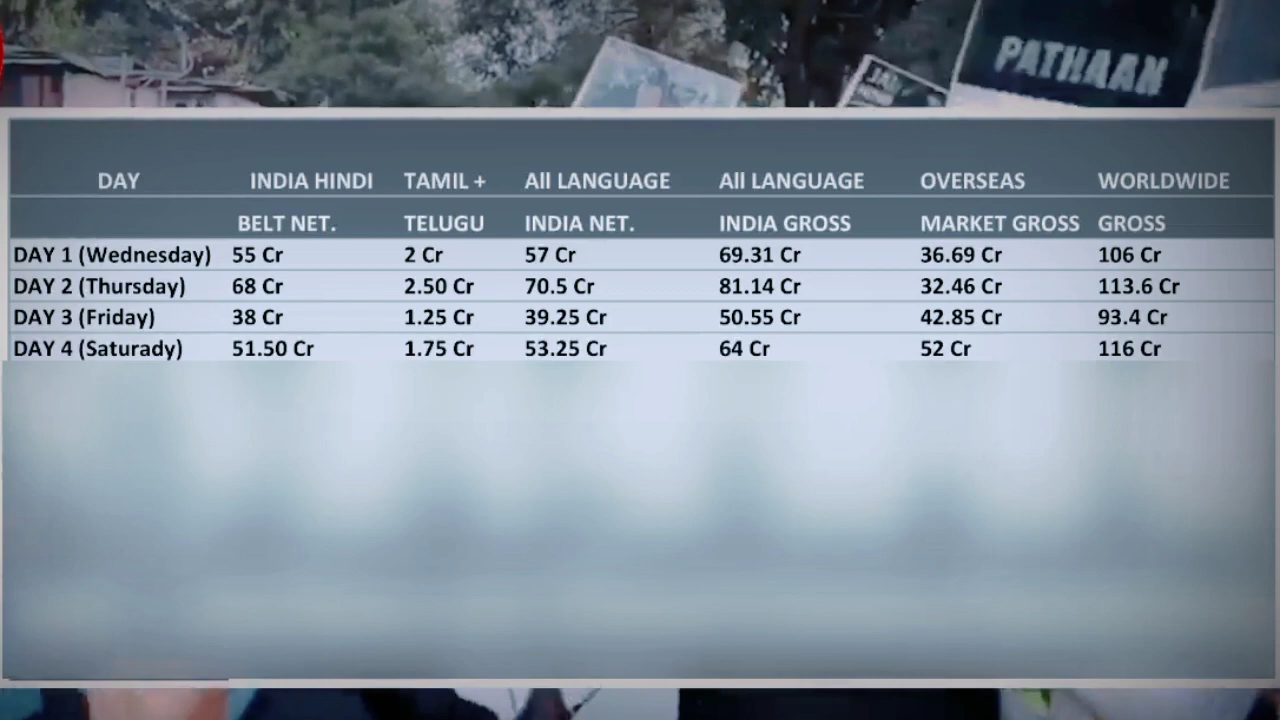 PATHAAN
DAY INDIA HINDI TAMIL + All LANGUAGE All LANGUAGE OVERSEAS WORLDWIDE
BELT NET. TELUGU INDIA NET. INDIA GROSS MARKET GROSS GROSS
DAY 1 (Wednesday) 55 Cr 2 Cr 57 Cr 69.31 Cr 36.69 Cr 106 Cr
DAY 2 (Thursday) 68 Cr 2.50 Cr 70.5 Cr 81.14 Cr 32.46 Cr 113.6 Cr
DAY 3 (Friday) 38 Cr 1.25 Cr 39.25 Cr 50.55 Cr 42.85 Cr 93.4 Cr
DAY 4 (Saturady) 51.50 Cr 1.75 Cr 53.25 Cr 64 Cr 52 Cr 116 Cr